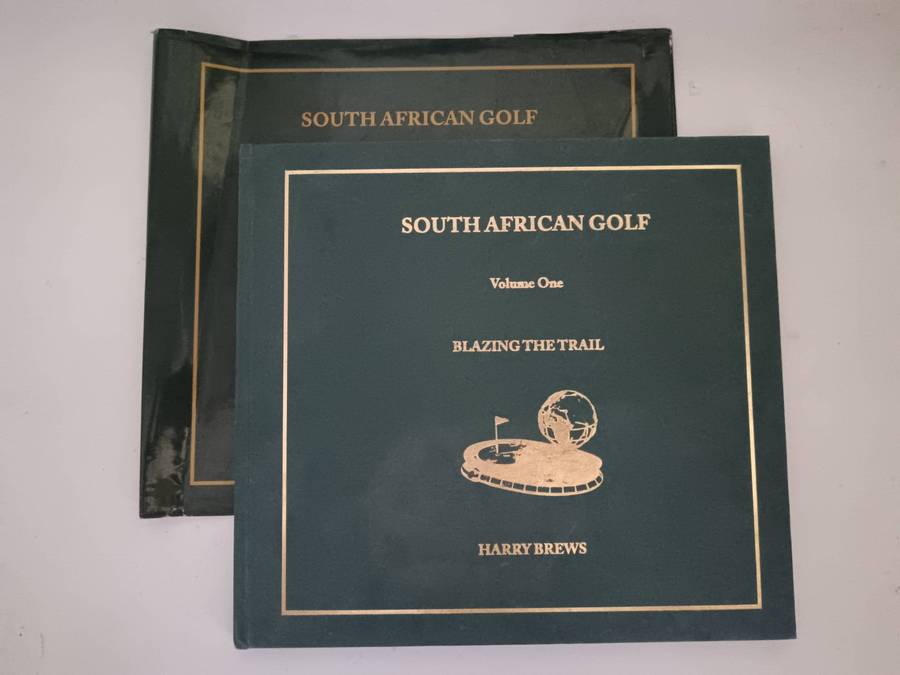 SOUTH AFRICAN GOLF
SOUTH AFRICAN GOLF
Volume One
BLAZING THE TRAIL
HARRY BREWS